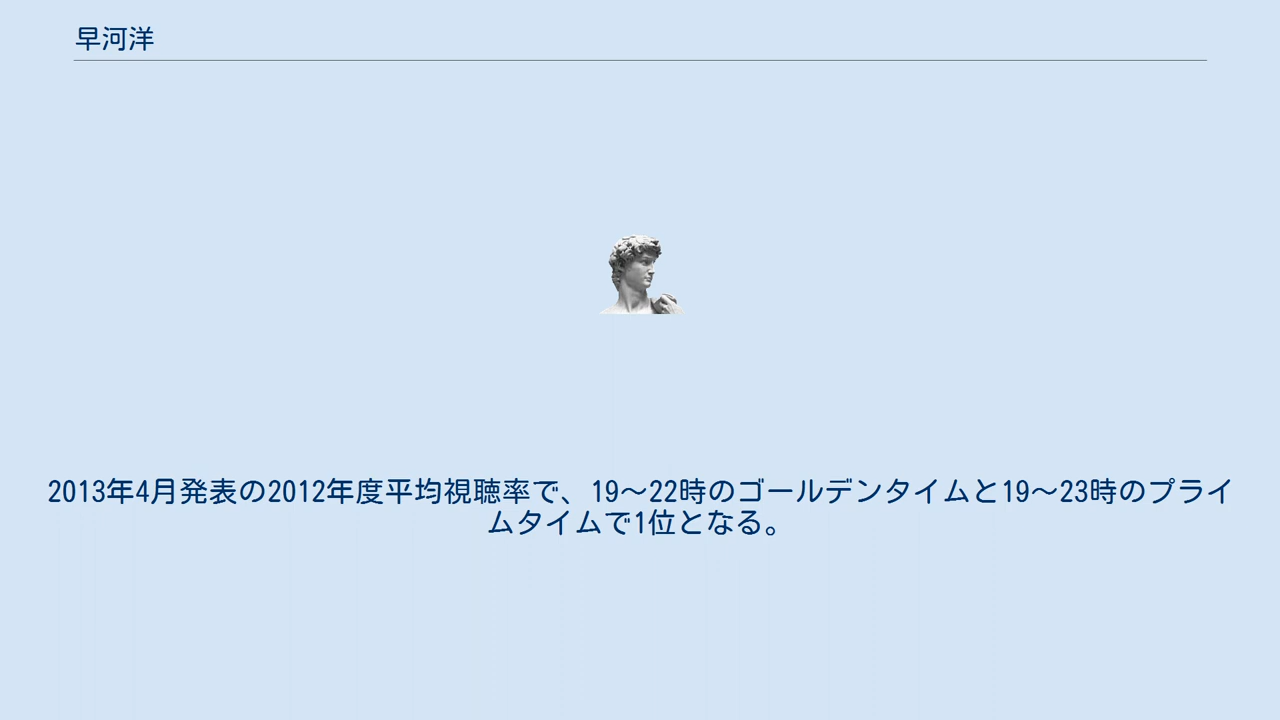 早河洋
2013年4月発表の2012年度平均視聴率で、19〜22時のゴールデンタイムと19〜23時のプライ
ムタイムで1位となる。